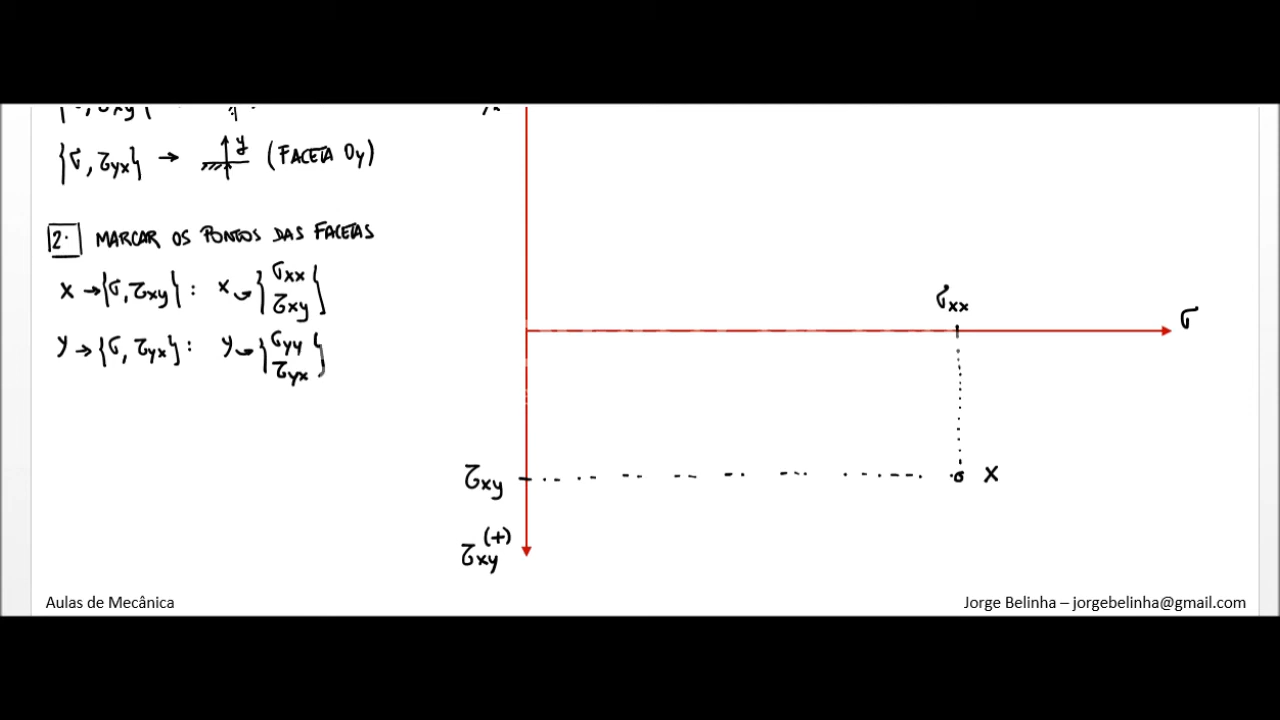 {σ, τyx} → y (FACETA Oy)
2. MARCAR OS PONTOS DAS FACETAS
x → {σ, τxy} : x → {σxx
τxy}
y → {σ, τyx} : y → {σyy
τyx}
σxx
σ
τxy
x
τxy (+)
Aulas de Mecânica
Jorge Belinha – jorgebelinha@gmail.com